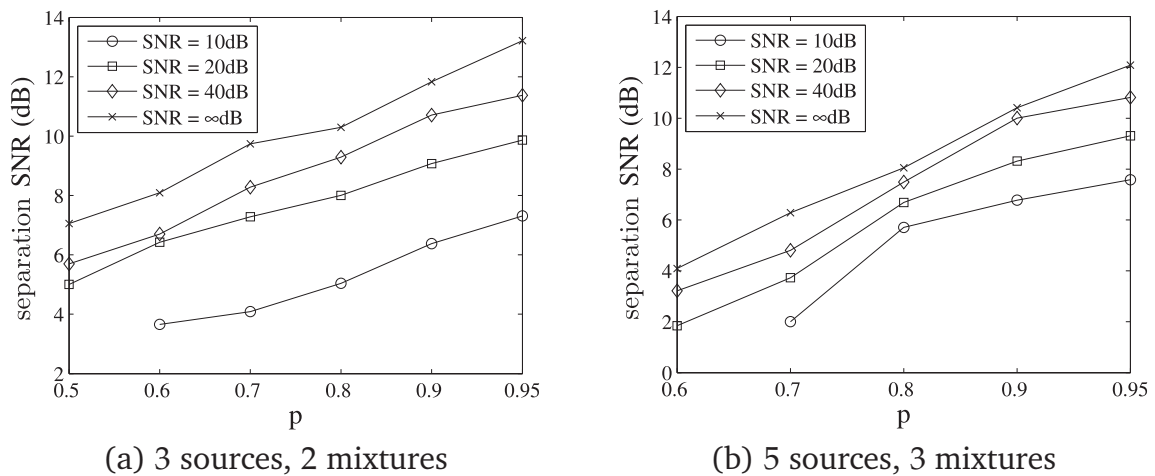 14
12
10
8
6
4
2
separation SNR (dB)
SNR = 10dB
SNR = 20dB
SNR = 40dB
SNR = ∞dB
0.5 0.6 0.7 0.8 0.9 0.95
p
(a) 3 sources, 2 mixtures
14
12
10
8
6
4
2
0
separation SNR (dB)
SNR = 10dB
SNR = 20dB
SNR = 40dB
SNR = ∞dB
0.6 0.7 0.8 0.9 0.95
p
(b) 5 sources, 3 mixtures